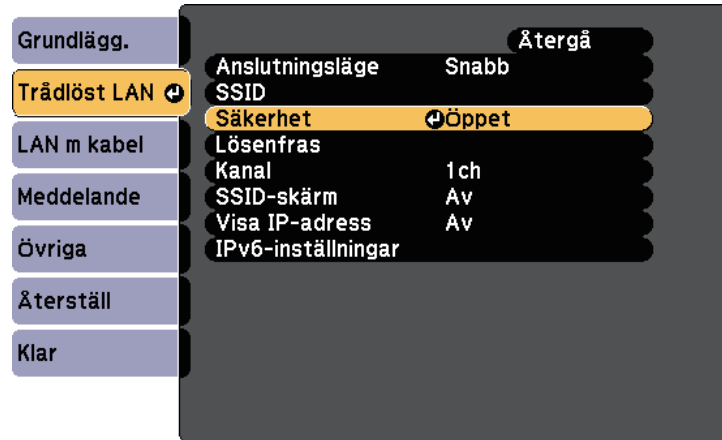 Grundlägg.
Trådlöst LAN
LAN m kabel
Meddelande
Övriga
Återställ
Klar
Återgå
Anslutningsläge Snabb
SSID
Säkerhet Öppet
Lösenfras
Kanal 1ch
SSID-skärm Av
Visa IP-adress Av
IPv6-inställningar